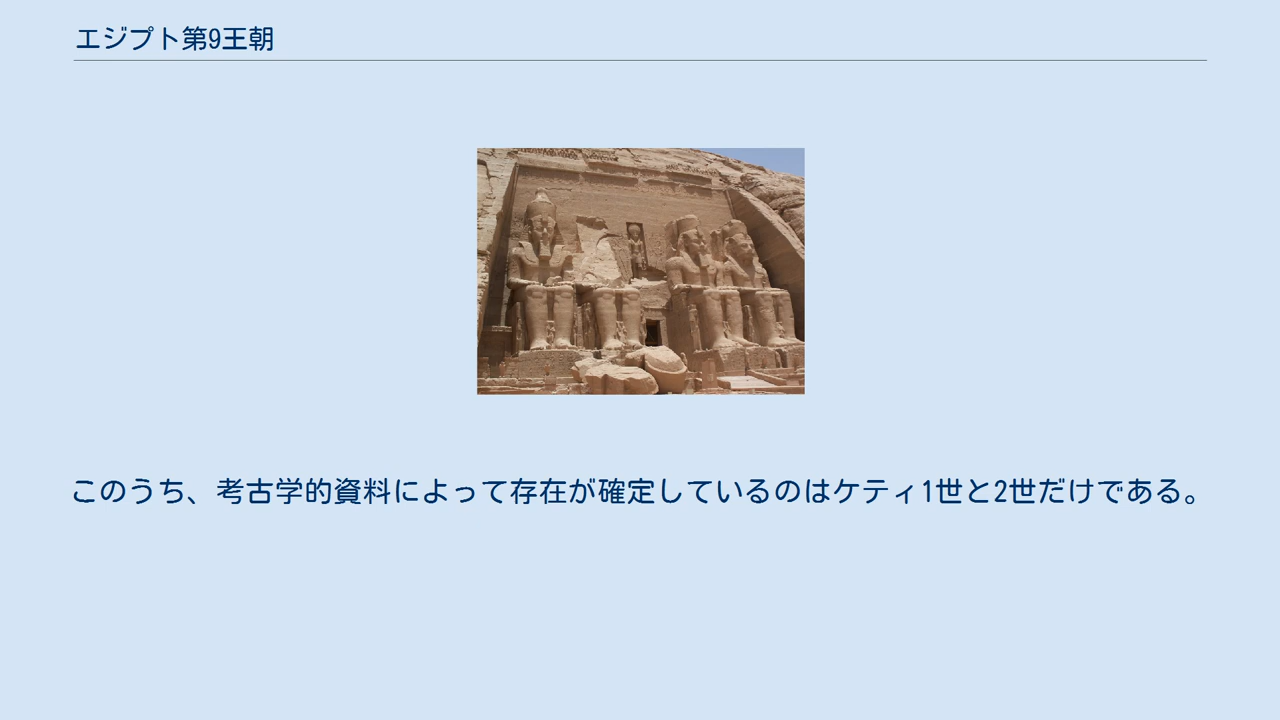 エジプト第9王朝
このうち、考古学的資料によって存在が確定しているのはケティ1世と2世だけである。